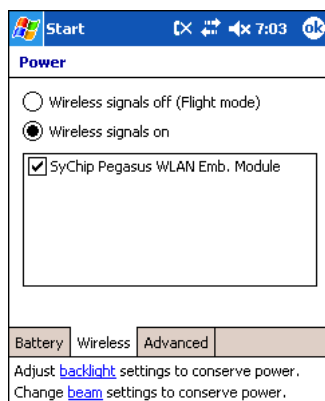 Start 7:03 ok
Power
Wireless signals off (Flight mode)
Wireless signals on
SyChip Pegasus WLAN Emb. Module
Battery Wireless Advanced
Adjust backlight settings to conserve power.
Change beam settings to conserve power.